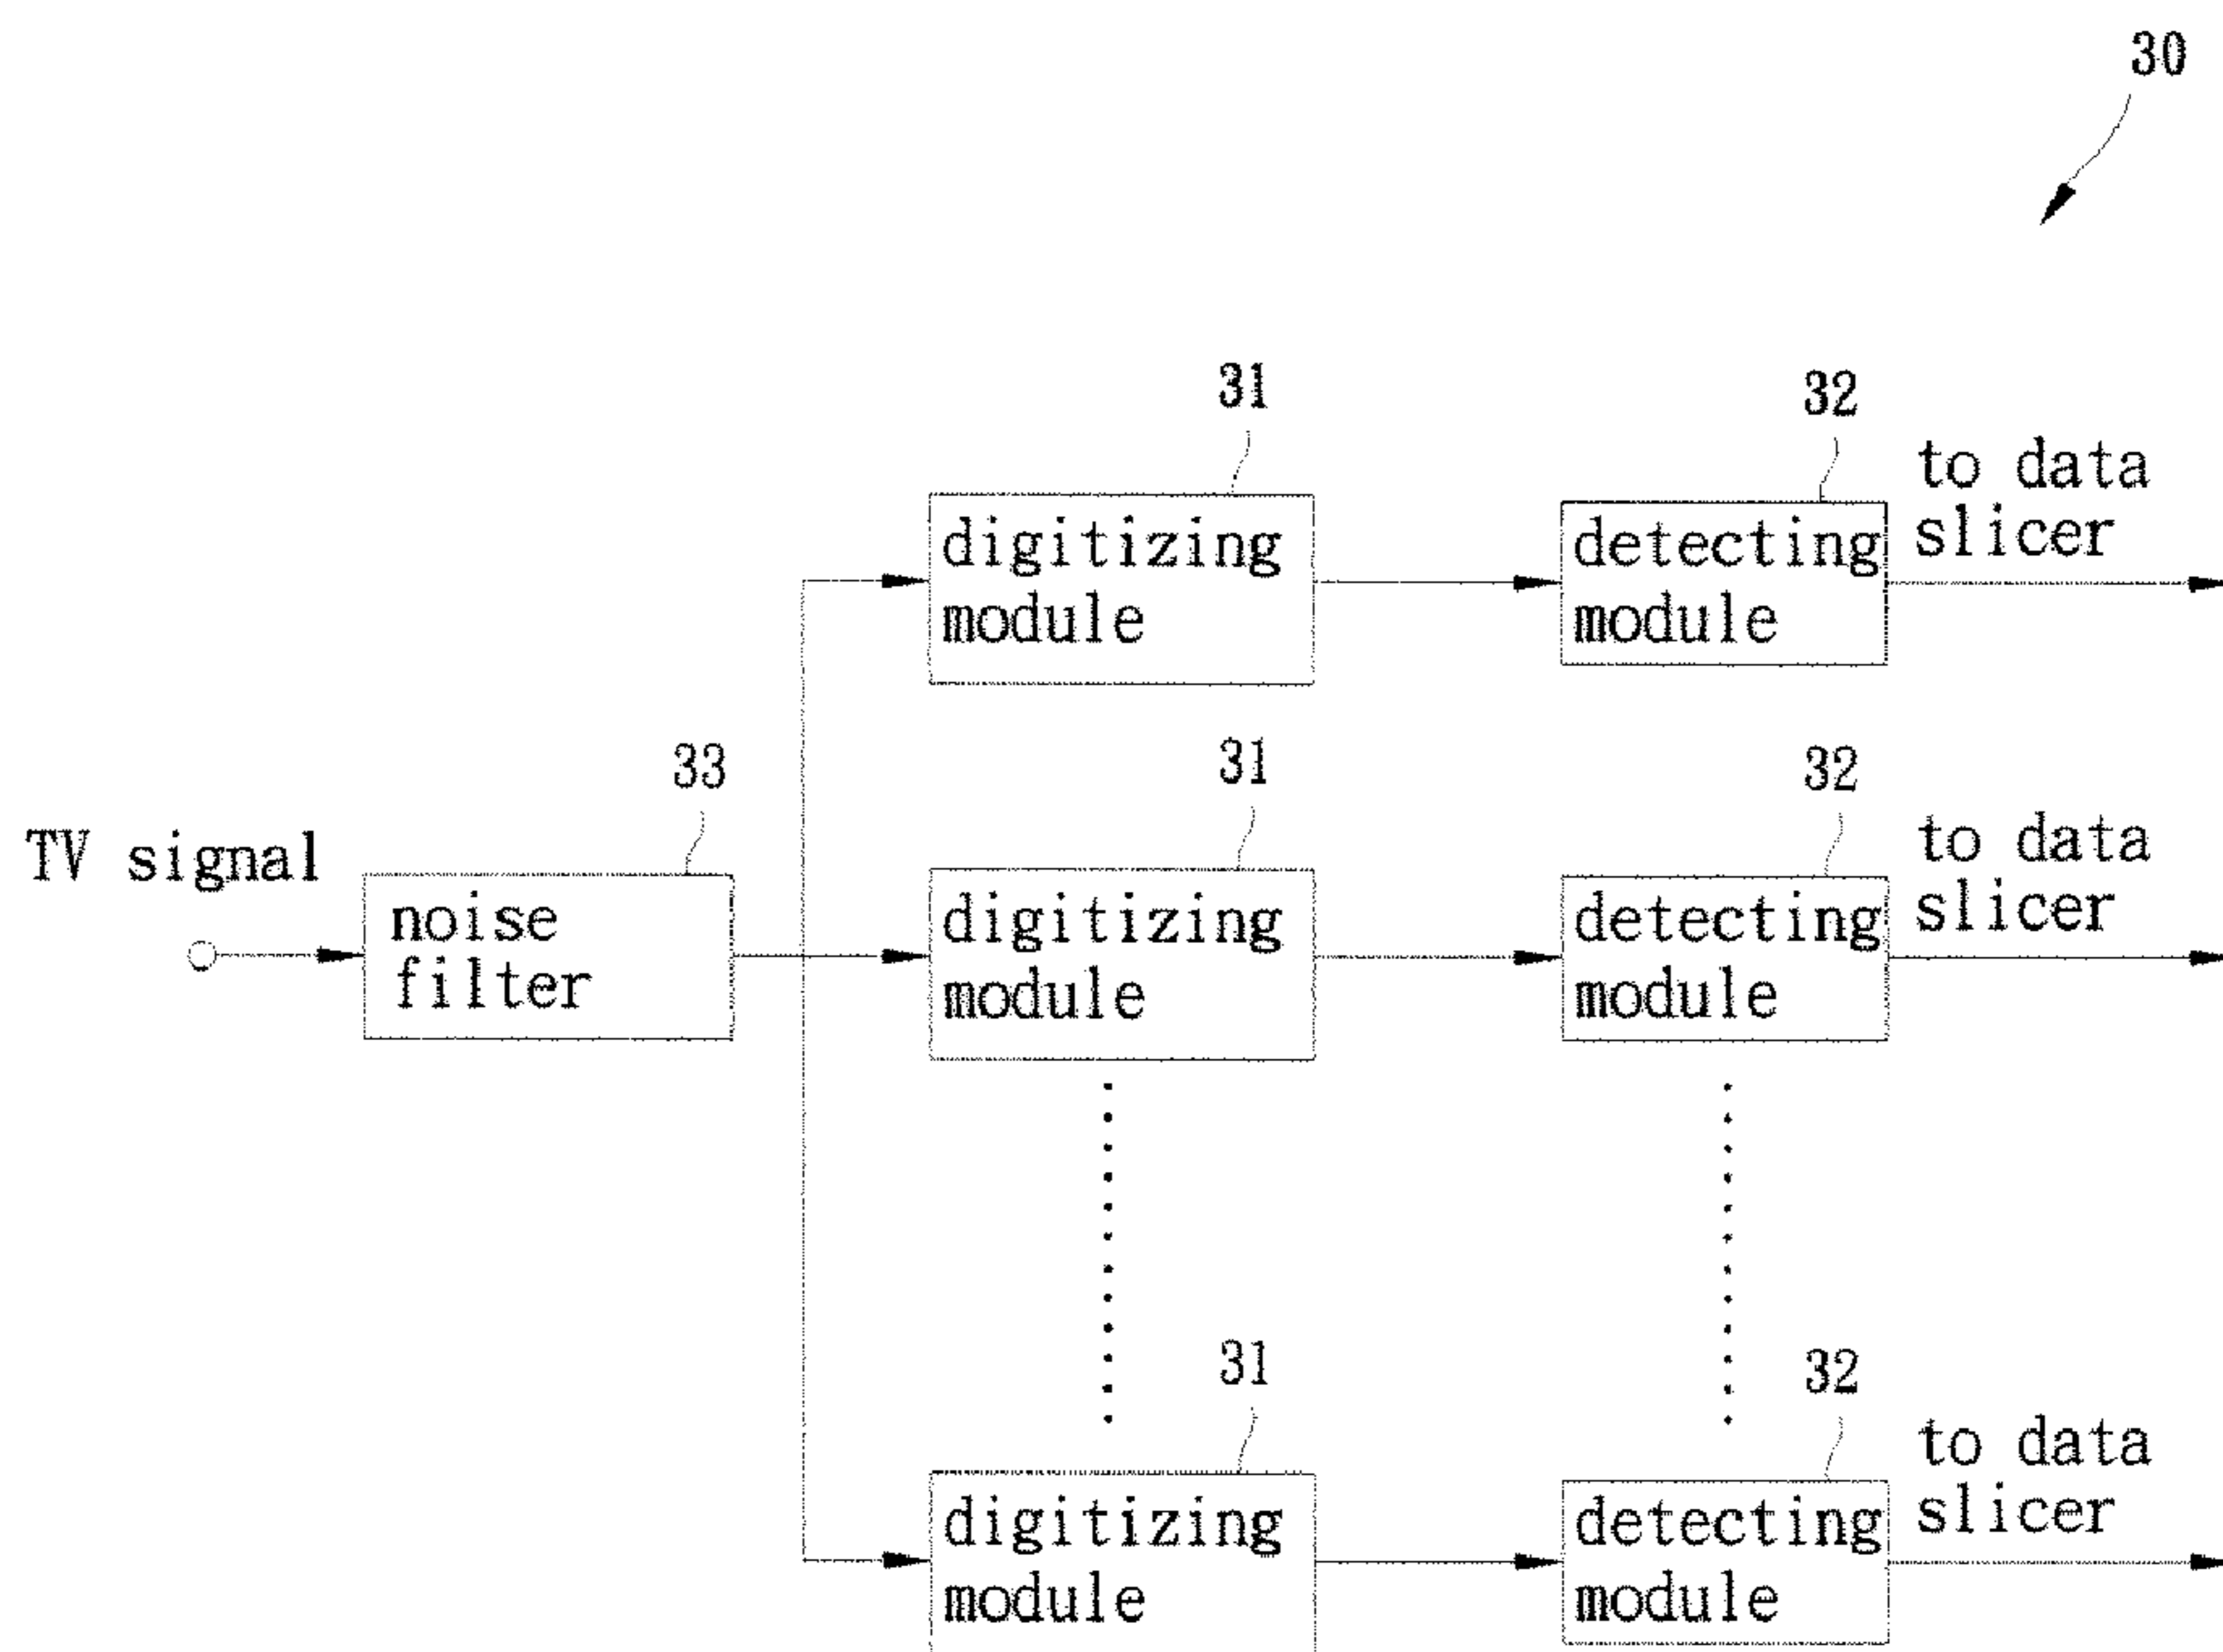 30
31
32
to data
slicer
digitizing
module
detecting
module
33
31
32
TV signal
to data
slicer
noise
filter
digitizing
module
detecting
module
31
32
to data
slicer
digitizing
module
detecting
module